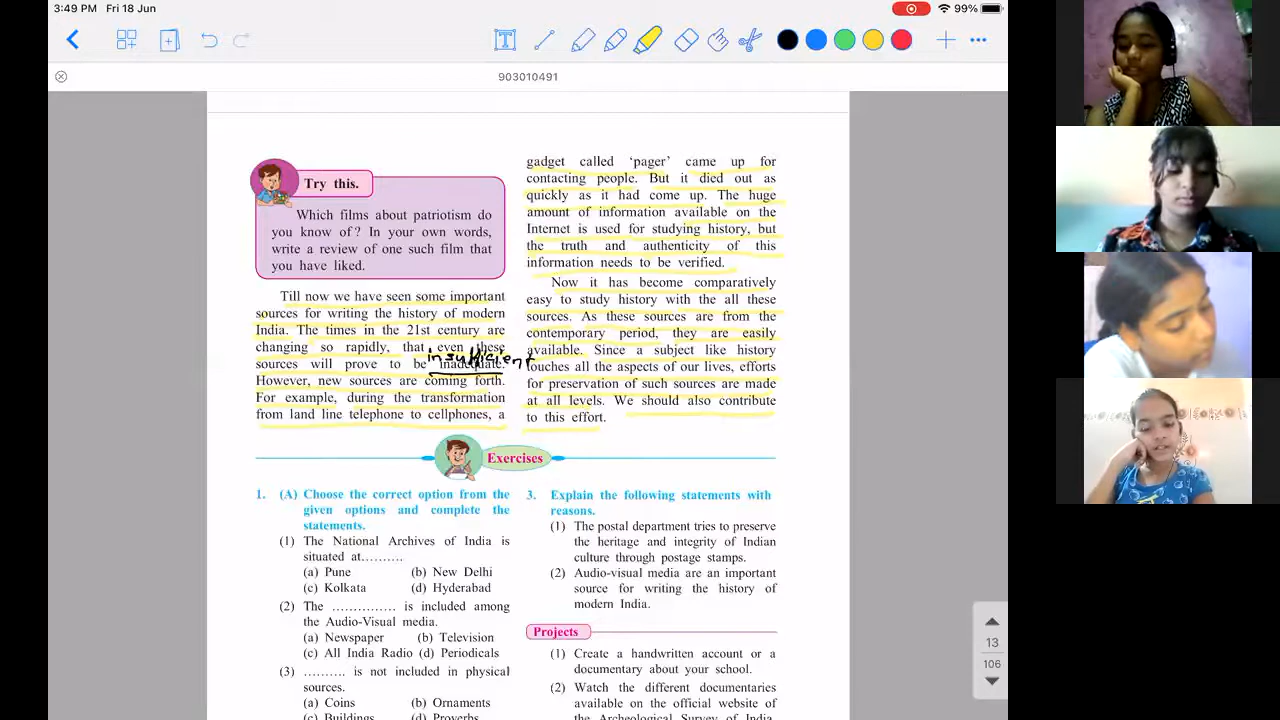 3:49 PM Fri 18 Jun
99%
903010491
Try this.
Which films about patriotism do
you know of? In your own words,
write a review of one such film that
you have liked.
Till now we have seen some important
sources for writing the history of modern
India. The times in the 21st century are
changing so rapidly, that even these
insufficient
sources will prove to be inadequate.
However, new sources are coming forth.
For example, during the transformation
from land line telephone to cellphones, a
gadget called ‘pager’ came up for
contacting people. But it died out as
quickly as it had come up. The huge
amount of information available on the
Internet is used for studying history, but
the truth and authenticity of this
information needs to be verified.
Now it has become comparatively
easy to study history with the all these
sources. As these sources are from the
contemporary period, they are easily
available. Since a subject like history
touches all the aspects of our lives, efforts
for preservation of such sources are made
at all levels. We should also contribute
to this effort.
Exercises
1. (A) Choose the correct option from the
given options and complete the
statements.
(1) The National Archives of India is
situated at..........
(a) Pune (b) New Delhi
(c) Kolkata (d) Hyderabad
(2) The ............... is included among
the Audio-Visual media.
(a) Newspaper (b) Television
(c) All India Radio (d) Periodicals
(3) .......... is not included in physical
sources.
(a) Coins (b) Ornaments
(c) Buildings (d) Proverbs
3. Explain the following statements with
reasons.
(1) The postal department tries to preserve
the heritage and integrity of Indian
culture through postage stamps.
(2) Audio-visual media are an important
source for writing the history of
modern India.
Projects
(1) Create a handwritten account or a
documentary about your school.
(2) Watch the different documentaries
available on the official website of
the Archeological Survey of India.
13
106